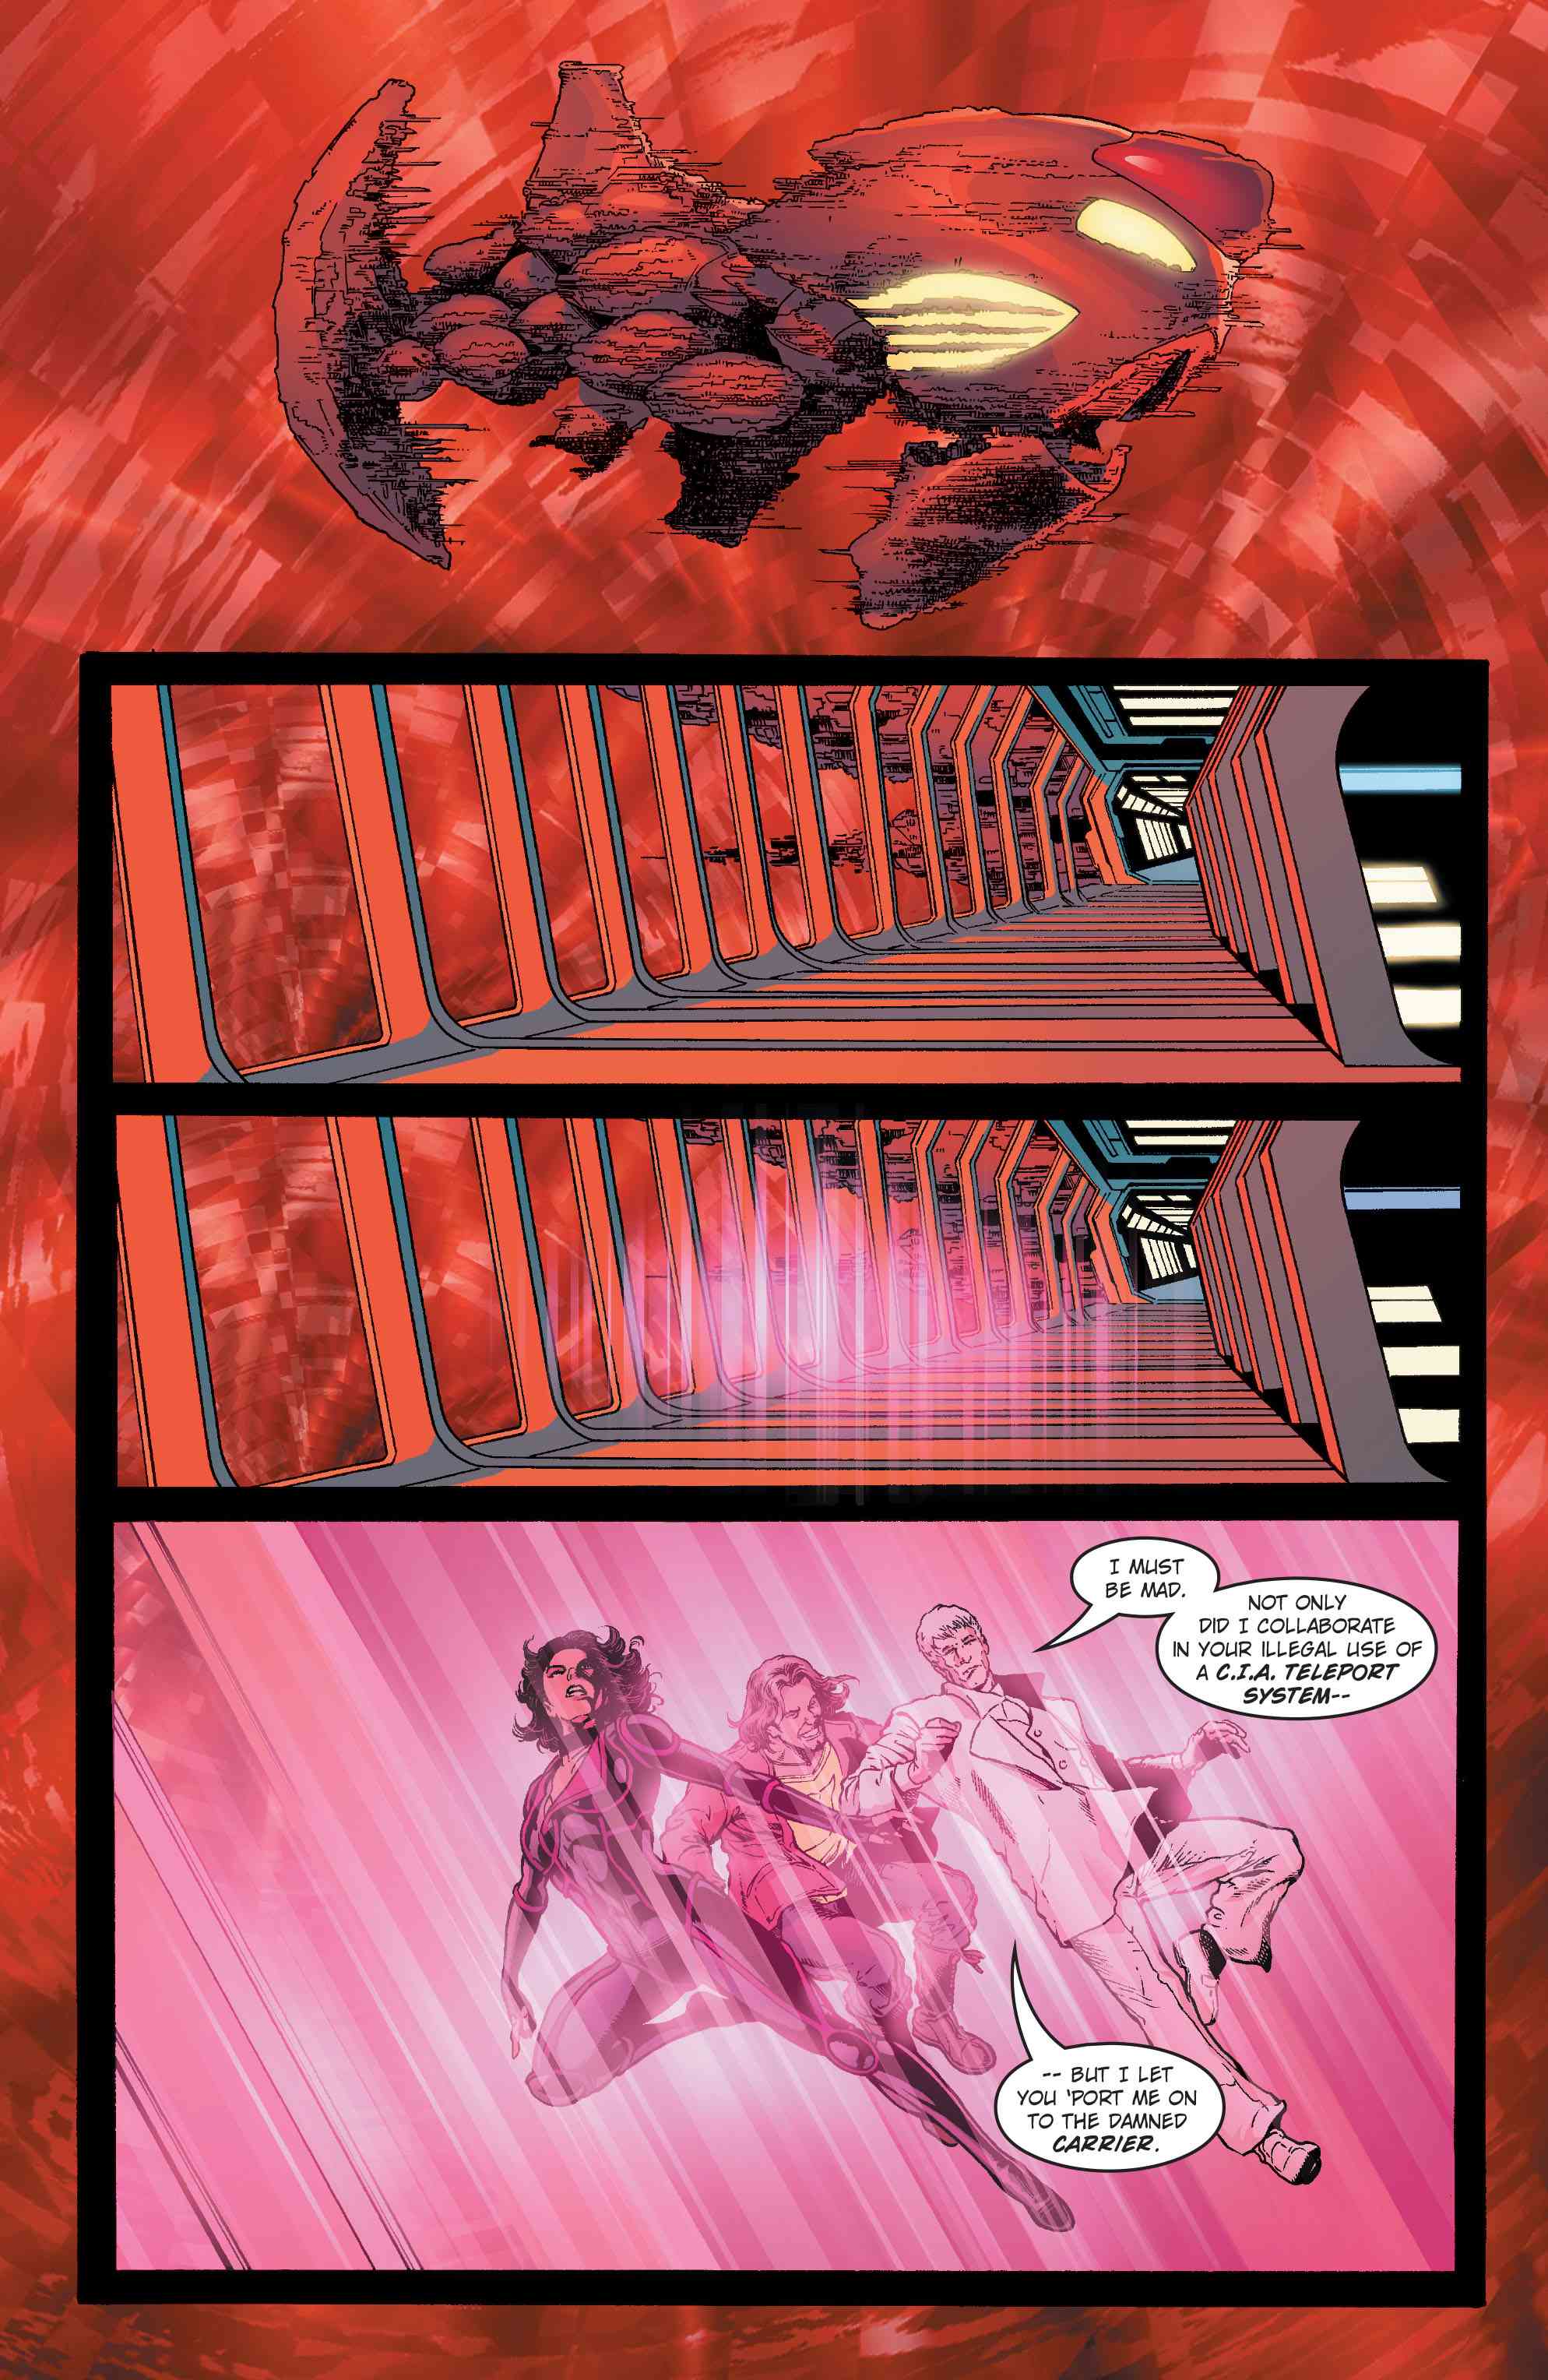 I MUST
BE MAD.
NOT ONLY
DID I COLLABORATE
IN YOUR ILLEGAL USE OF
A C.I.A. TELEPORT
SYSTEM--
-- BUT I LET
YOU 'PORT ME ON
TO THE DAMNED
CARRIER.